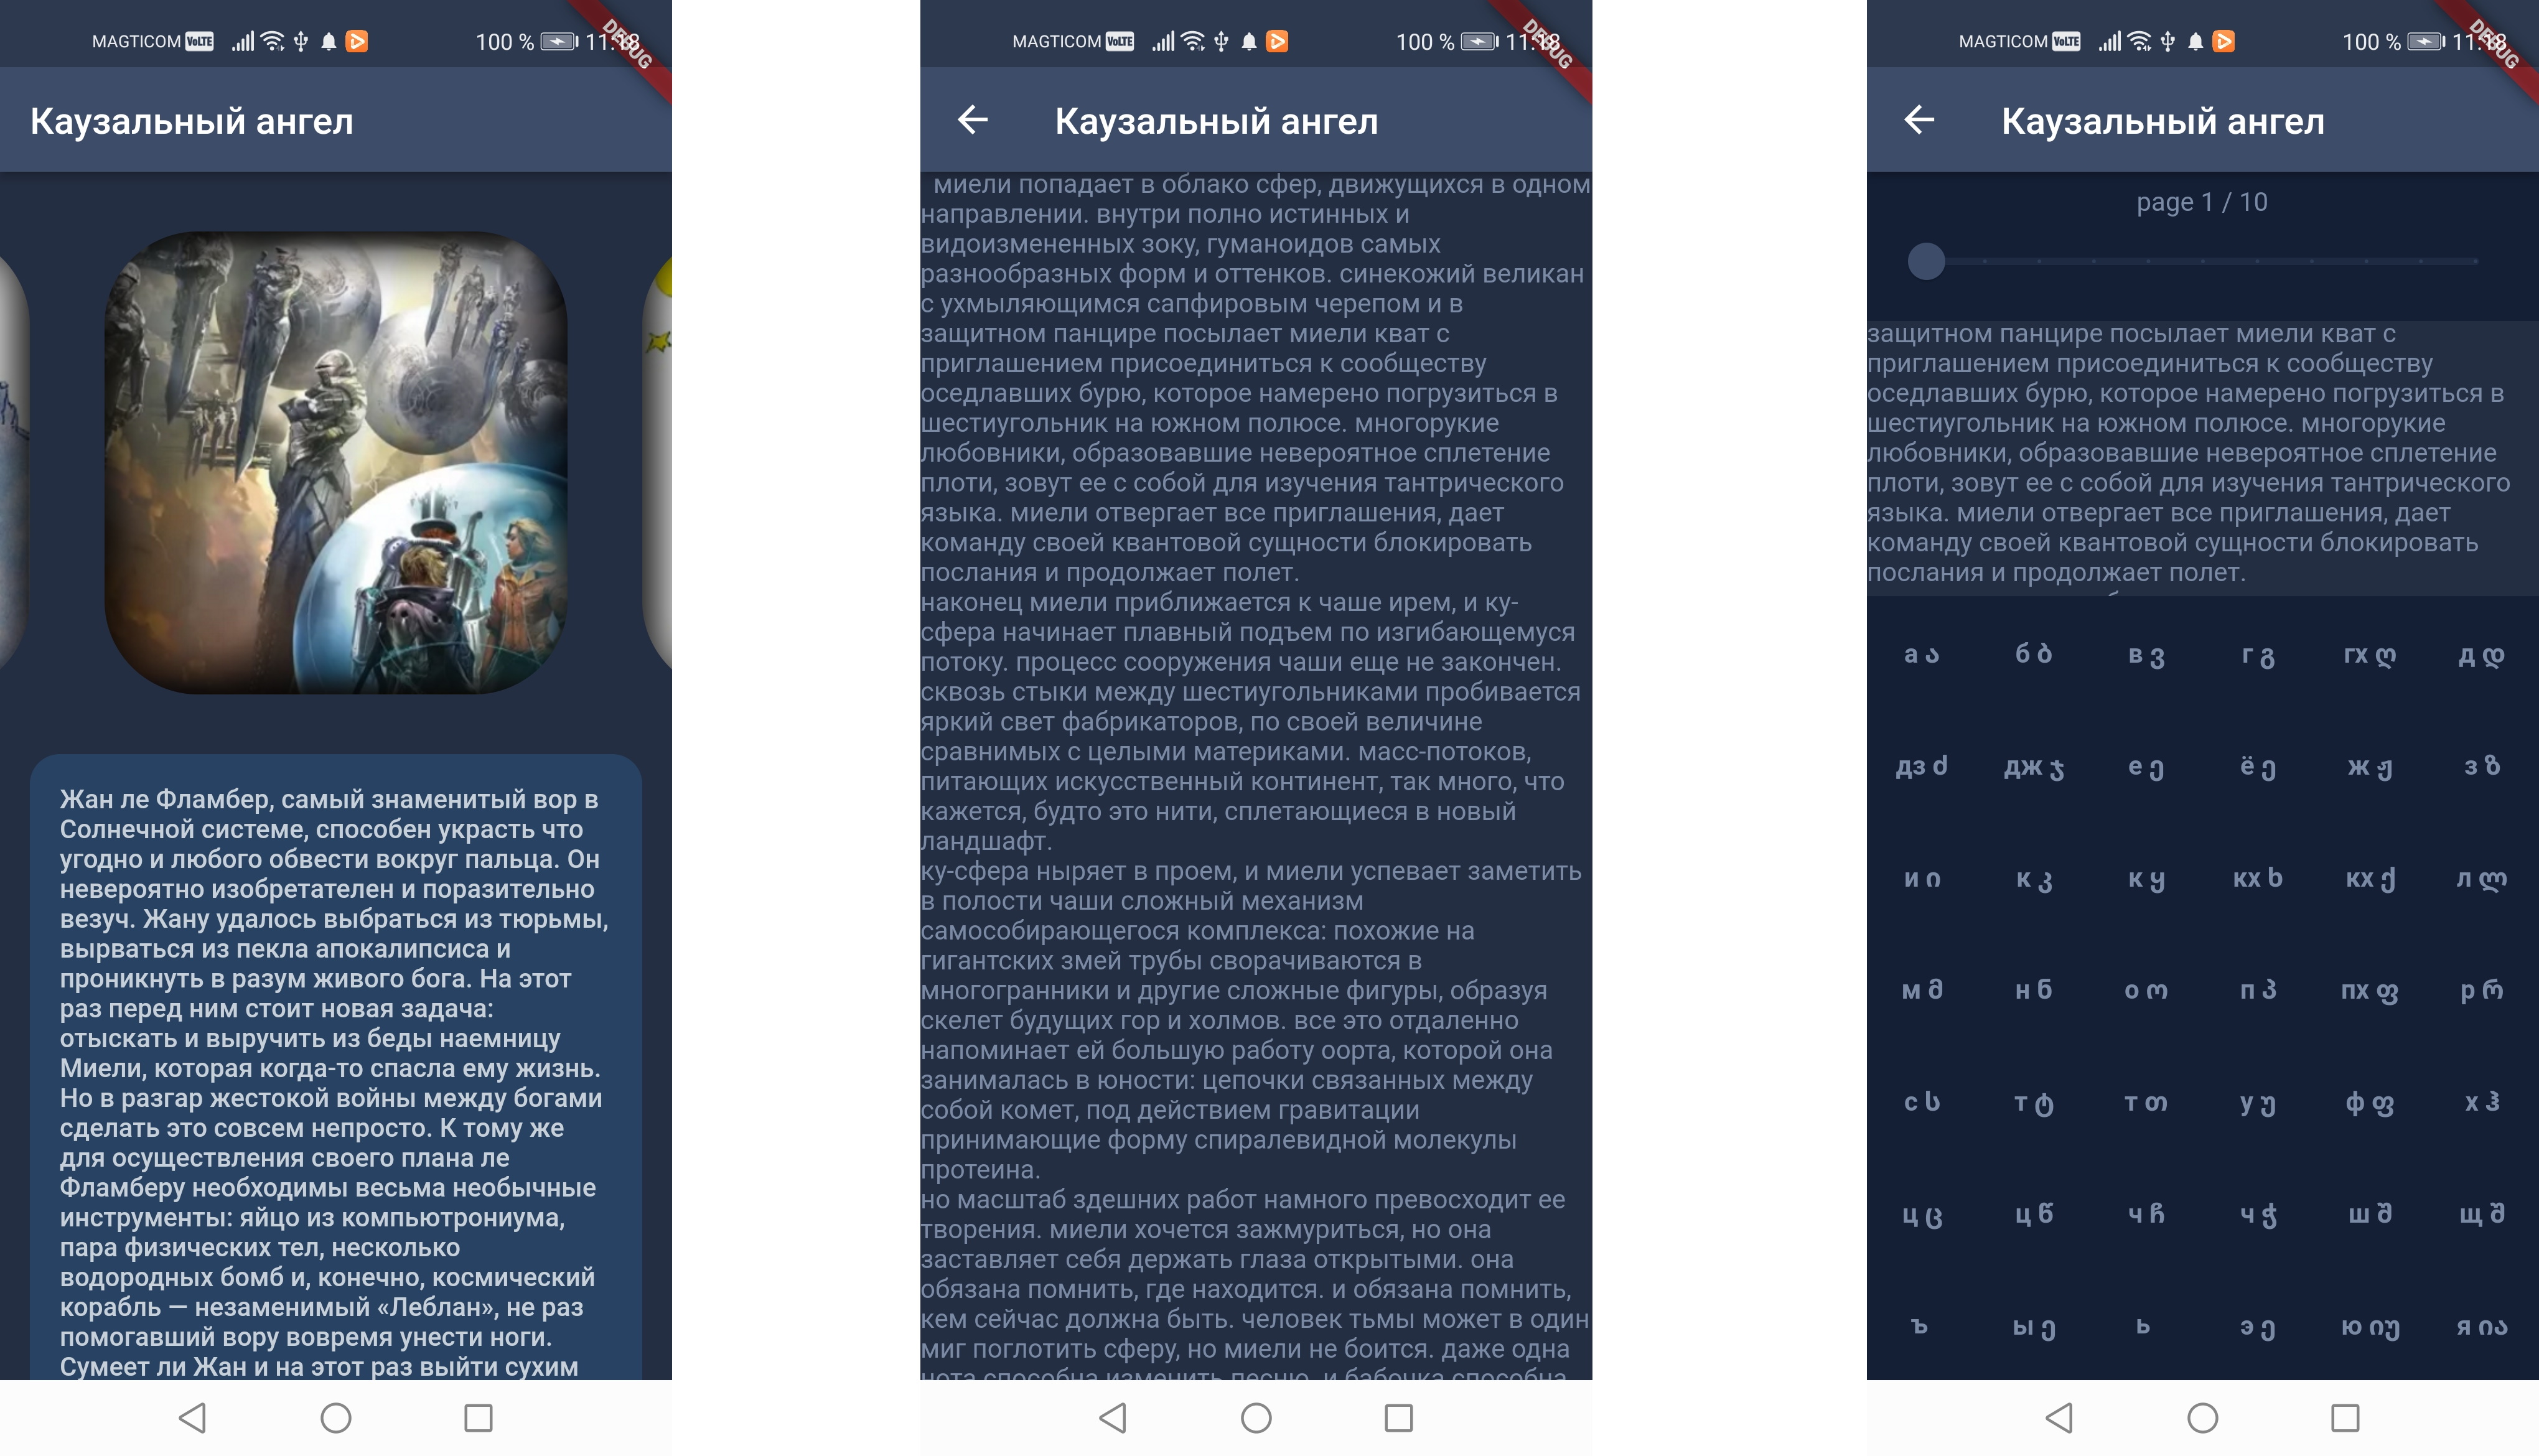 MAGTICOM VoLTE 100 % 11:18
DEBUG
Каузальный ангел
Жан ле Фламбер, самый знаменитый вор в
Солнечной системе, способен украсть что
угодно и любого обвести вокруг пальца. Он
невероятно изобретателен и поразительно
везуч. Жану удалось выбраться из тюрьмы,
вырваться из пекла апокалипсиса и
проникнуть в разум живого бога. На этот
раз перед ним стоит новая задача:
отыскать и выручить из беды наемницу
Миели, которая когда-то спасла ему жизнь.
Но в разгар жестокой войны между богами
сделать это совсем непросто. К тому же
для осуществления своего плана ле
Фламберу необходимы весьма необычные
инструменты: яйцо из компьютрониума,
пара физических тел, несколько
водородных бомб и, конечно, космический
корабль — незаменимый «Леблан», не раз
помогавший вору вовремя унести ноги.
Сумеет ли Жан и на этот раз выйти сухим
MAGTICOM VoLTE 100 % 11:18
DEBUG
Каузальный ангел
миели попадает в облако сфер, движущихся в одном
направлении. внутри полно истинных и
видоизмененных зоку, гуманоидов самых
разнообразных форм и оттенков. синекожий великан
с ухмыляющимся сапфировым черепом и в
защитном панцире посылает миели кват с
приглашением присоединиться к сообществу
оседлавших бурю, которое намерено погрузиться в
шестиугольник на южном полюсе. многорукие
любовники, образовавшие невероятное сплетение
плоти, зовут ее с собой для изучения тантрического
языка. миели отвергает все приглашения, дает
команду своей квантовой сущности блокировать
послания и продолжает полет.
наконец миели приближается к чаше ирем, и ку-
сфера начинает плавный подъем по изгибающемуся
потоку. процесс сооружения чаши еще не закончен.
сквозь стыки между шестиугольниками пробивается
яркий свет фабрикаторов, по своей величине
сравнимых с целыми материками. масс-потоков,
питающих искусственный континент, так много, что
кажется, будто это нити, сплетающиеся в новый
ландшафт.
ку-сфера ныряет в проем, и миели успевает заметить
в полости чаши сложный механизм
самособирающегося комплекса: похожие на
гигантских змей трубы сворачиваются в
многогранники и другие сложные фигуры, образуя
скелет будущих гор и холмов. все это отдаленно
напоминает ей большую работу оорта, которой она
занималась в юности: цепочки связанных между
собой комет, под действием гравитации
принимающие форму спиралевидной молекулы
протеина.
но масштаб здешних работ намного превосходит ее
творения. миели хочется зажмуриться, но она
заставляет себя держать глаза открытыми. она
обязана помнить, где находится. и обязана помнить,
кем сейчас должна быть. человек тьмы может в один
миг поглотить сферу, но миели не боится. даже одна
нота способна изменить песню, и бабочка способна
MAGTICOM VoLTE 100 % 11:18
DEBUG
Каузальный ангел
page 1 / 10
защитном панцире посылает миели кват с
приглашением присоединиться к сообществу
оседлавших бурю, которое намерено погрузиться в
шестиугольник на южном полюсе. многорукие
любовники, образовавшие невероятное сплетение
плоти, зовут ее с собой для изучения тантрического
языка. миели отвергает все приглашения, дает
команду своей квантовой сущности блокировать
послания и продолжает полет.
а ა б ბ в ვ г გ гх ღ д დ
дз ძ дж ჯ е ე ё ე ж ჟ з ზ
и ი к კ к ყ кх ხ кх ქ л ლ
м მ н ნ о ო п პ пх ფ р რ
с ს т ტ т თ у უ ф ფ х ჰ
ц ც ц წ ч ჩ ч ჭ ш შ щ შ
ъ ы ე ь э ე ю იუ я ია